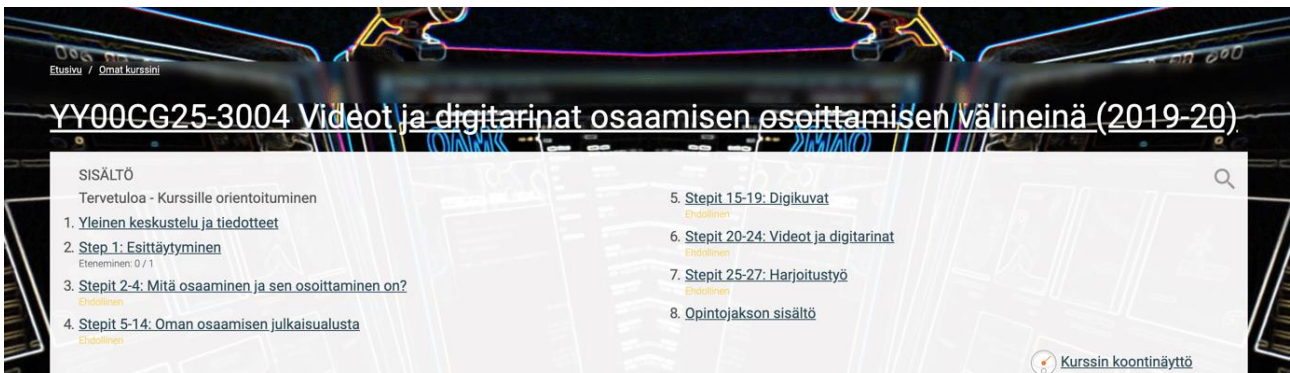 Etusivu / Omat kurssini
YY00CG25-3004 Videot ja digitarinat osaamisen osoittamisen välineinä (2019-20)
SISÄLTÖ
Tervetuloa - Kurssille orientoituminen
1. Yleinen keskustelu ja tiedotteet
2. Step 1: Esittäytyminen
Eteneminen: 0 / 1
3. Stepit 2-4: Mitä osaaminen ja sen osoittaminen on?
Ehdollinen
4. Stepit 5-14: Oman osaamisen julkaisualusta
Ehdollinen
5. Stepit 15-19: Digikuvat
Ehdollinen
6. Stepit 20-24: Videot ja digitarinat
Ehdollinen
7. Stepit 25-27: Harjoitustyö
Ehdollinen
8. Opintojakson sisältö
Kurssin koontinäyttö